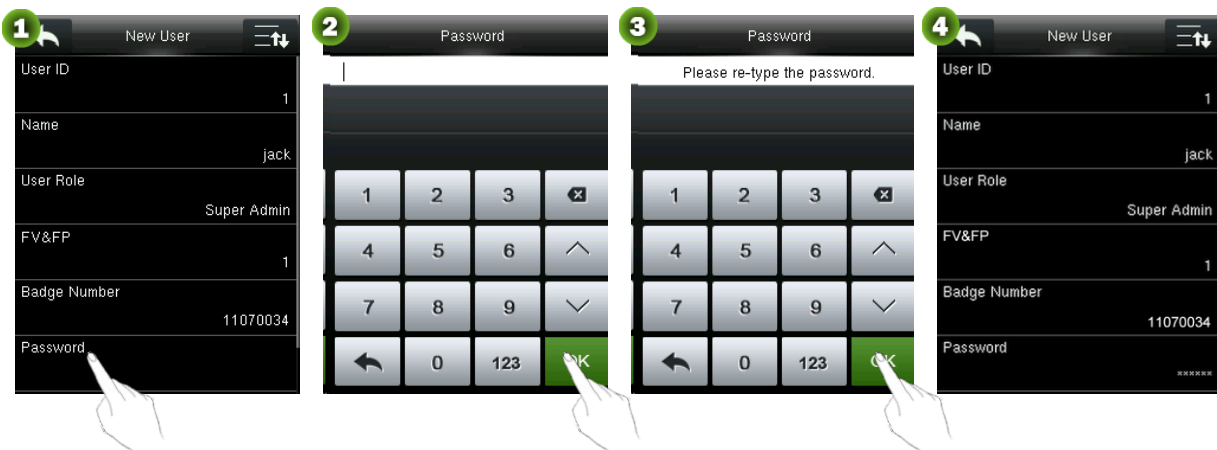 1
New User
User ID
1
Name
jack
User Role
Super Admin
FV&FP
1
Badge Number
11070034
Password
2
Password
1 2 3
4 5 6
7 8 9
0 123 OK
3
Password
Please re-type the password.
1 2 3
4 5 6
7 8 9
0 123 OK
4
New User
User ID
1
Name
jack
User Role
Super Admin
FV&FP
1
Badge Number
11070034
Password
******